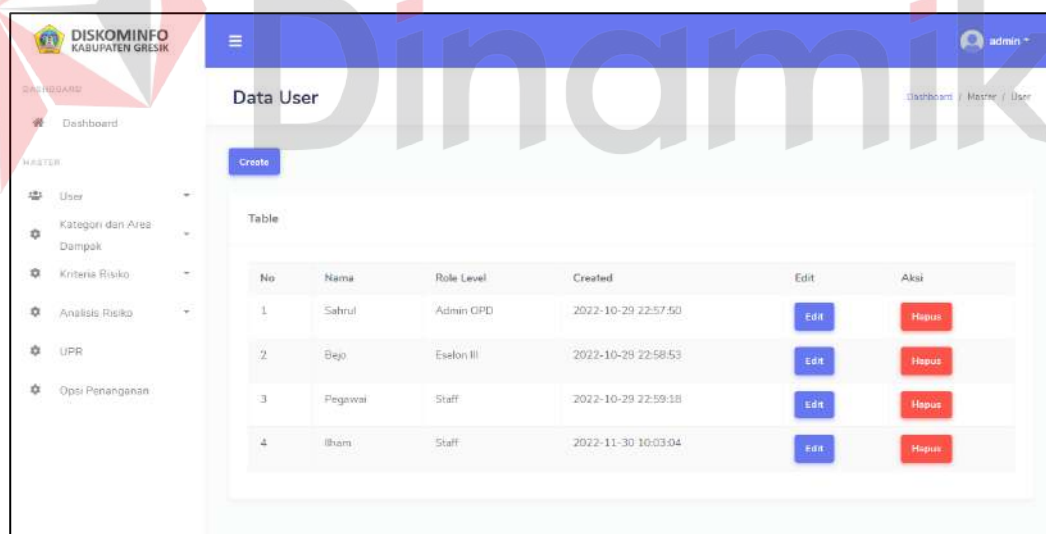 DISKOMINFO
KABUPATEN GRESIK
admin
DASHBOARD
Dashboard
MASTER
User
Kategori dan Area
Dampak
Kriteria Risiko
Analisis Risiko
UPR
Opsi Penanganan
Dinamik
Data User
Dashboard / Master / User
Create
Table
No Nama Role Level Created Edit Aksi
1 Sahrul Admin OPD 2022-10-29 22:57:50 Edit Hapus
2 Bejo Eselon III 2022-10-29 22:58:53 Edit Hapus
3 Pegawai Staff 2022-10-29 22:59:18 Edit Hapus
4 Ilham Staff 2022-11-30 10:03:04 Edit Hapus